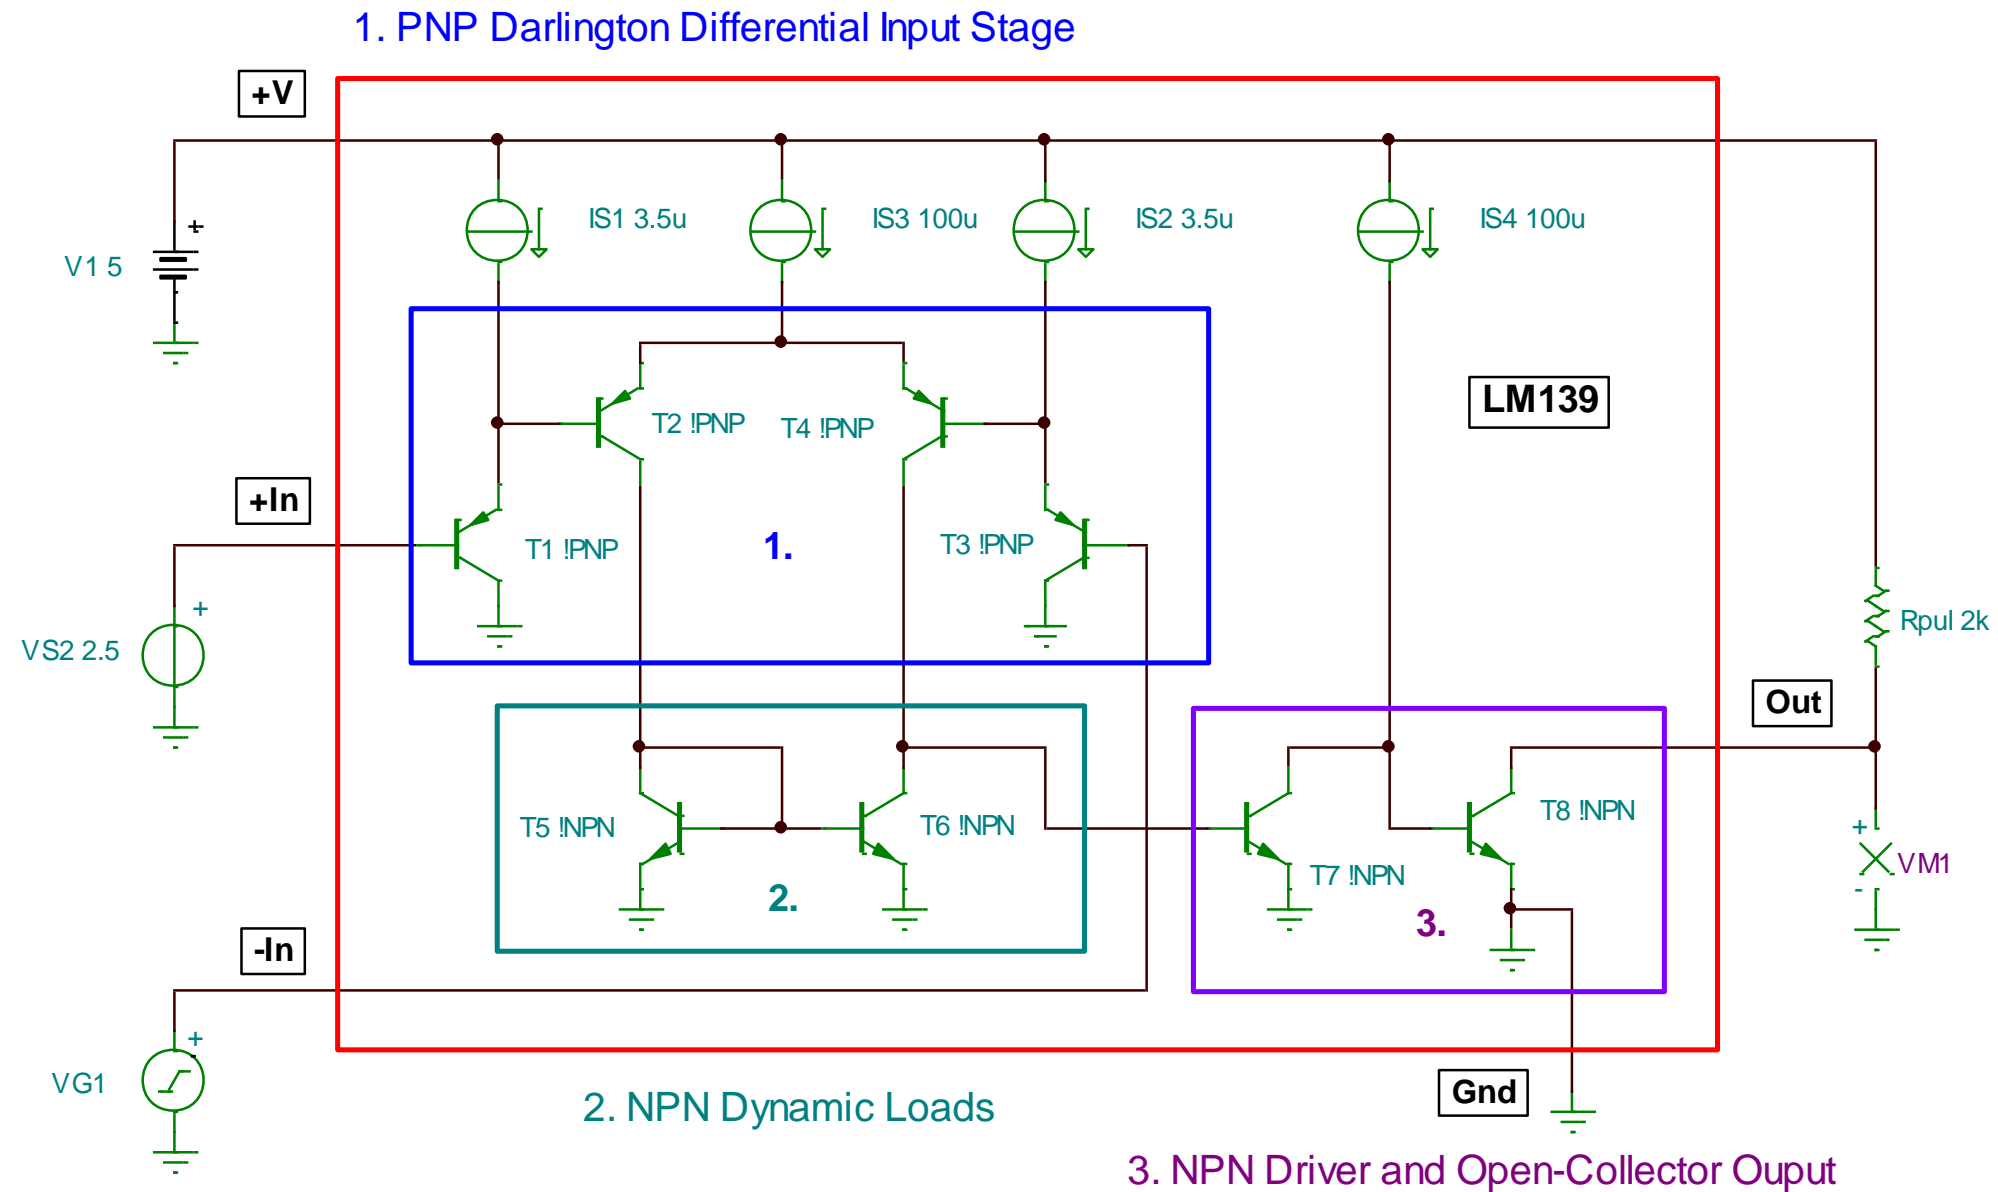 1. PNP Darlington Differential Input Stage
+V
IS1 3.5u
IS3 100u
IS2 3.5u
IS4 100u
+
V1 5
-
LM139
T2 !PNP
T4 !PNP
+In
T1 !PNP
1.
T3 !PNP
+
VS2 2.5
Rpul 2k
Out
T5 !NPN
T6 !NPN
T8 !NPN
+
VM1
-
T7 !NPN
2.
3.
-In
+
-
VG1
Gnd
2. NPN Dynamic Loads
3. NPN Driver and Open-Collector Ouput